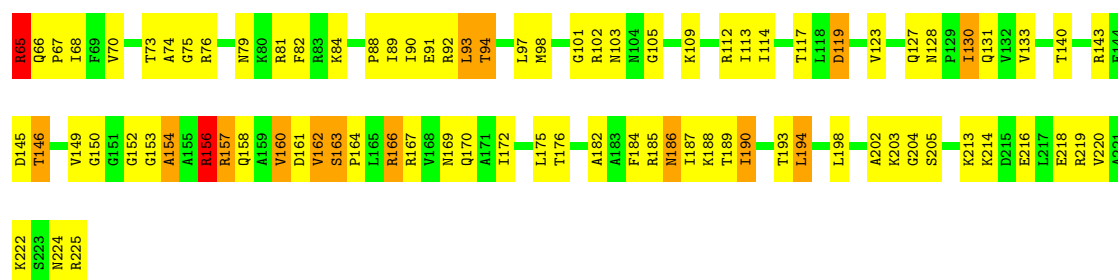 R65 Q66 P67 I68 F69 V70 T73 A74 G75 R76 N79 K80 R81 F82 R83 K84 P88 I89 I90 E91 R92 L93 T94 L97 M98 G101 R102 N103 N104 G105 K109 R112 I113 I114 T117 L118 D119 V123 Q127 N128 P129 I130 Q131 V132 V133 T140 R143 E144
D145 T146 V149 G150 G151 G152 G153 A154 A155 R156 R157 Q158 A159 V160 D161 V162 S163 P164 L165 R166 R167 V168 N169 Q170 A171 I172 L175 T176 A182 A183 F184 R185 N186 I187 K188 T189 I190 T193 L194 L198 A202 K203 G204 S205 K213 K214 D215 E216 L217 E218 R219 V220 A221
K222 S223 N224 R225